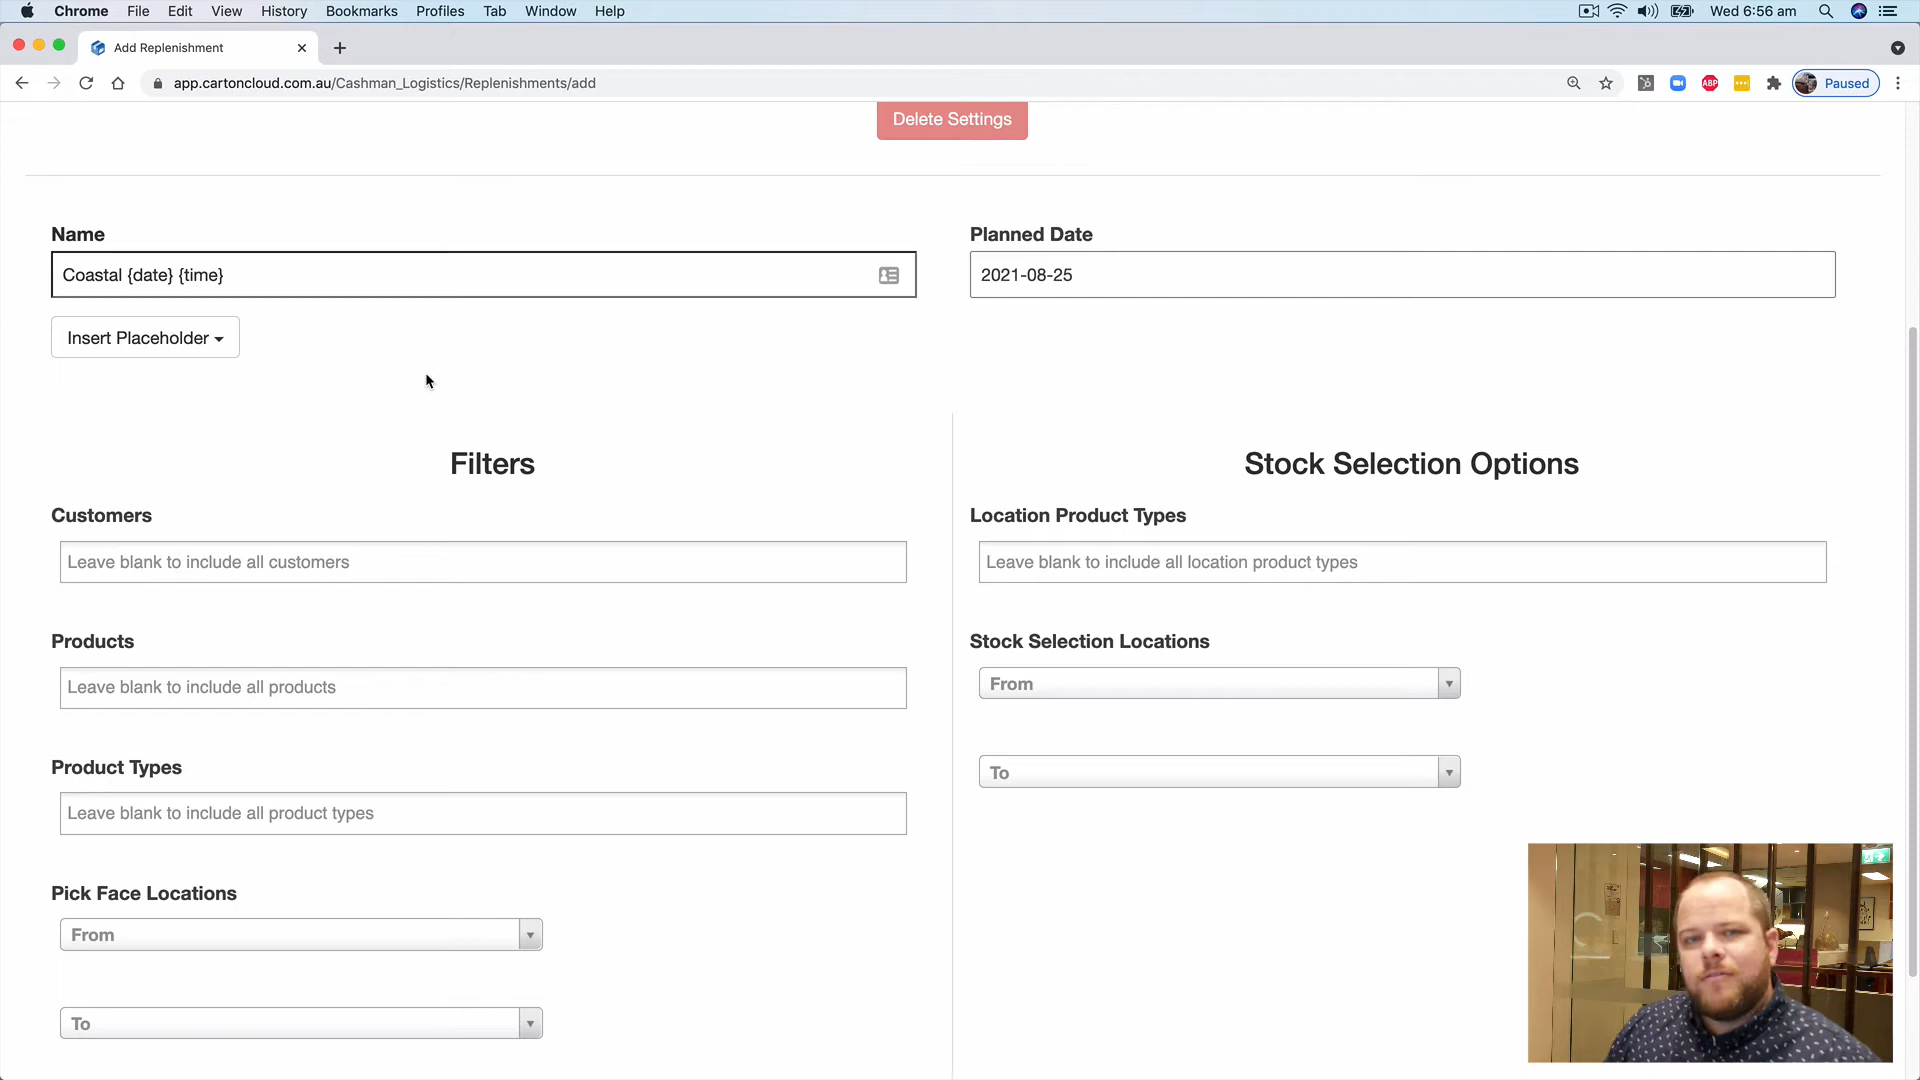 Chrome File Edit View History Bookmarks Profiles Tab Window Help Wed 6:56 am
Add Replenishment
app.cartoncloud.com.au/Cashman_Logistics/Replenishments/add ABP Paused
Delete Settings
Name
Planned Date
Coastal {date} {time}
2021-08-25
Insert Placeholder
Filters
Stock Selection Options
Customers
Location Product Types
Leave blank to include all customers
Leave blank to include all location product types
Products
Stock Selection Locations
Leave blank to include all products
From
Product Types
To
Leave blank to include all product types
Pick Face Locations
From
To